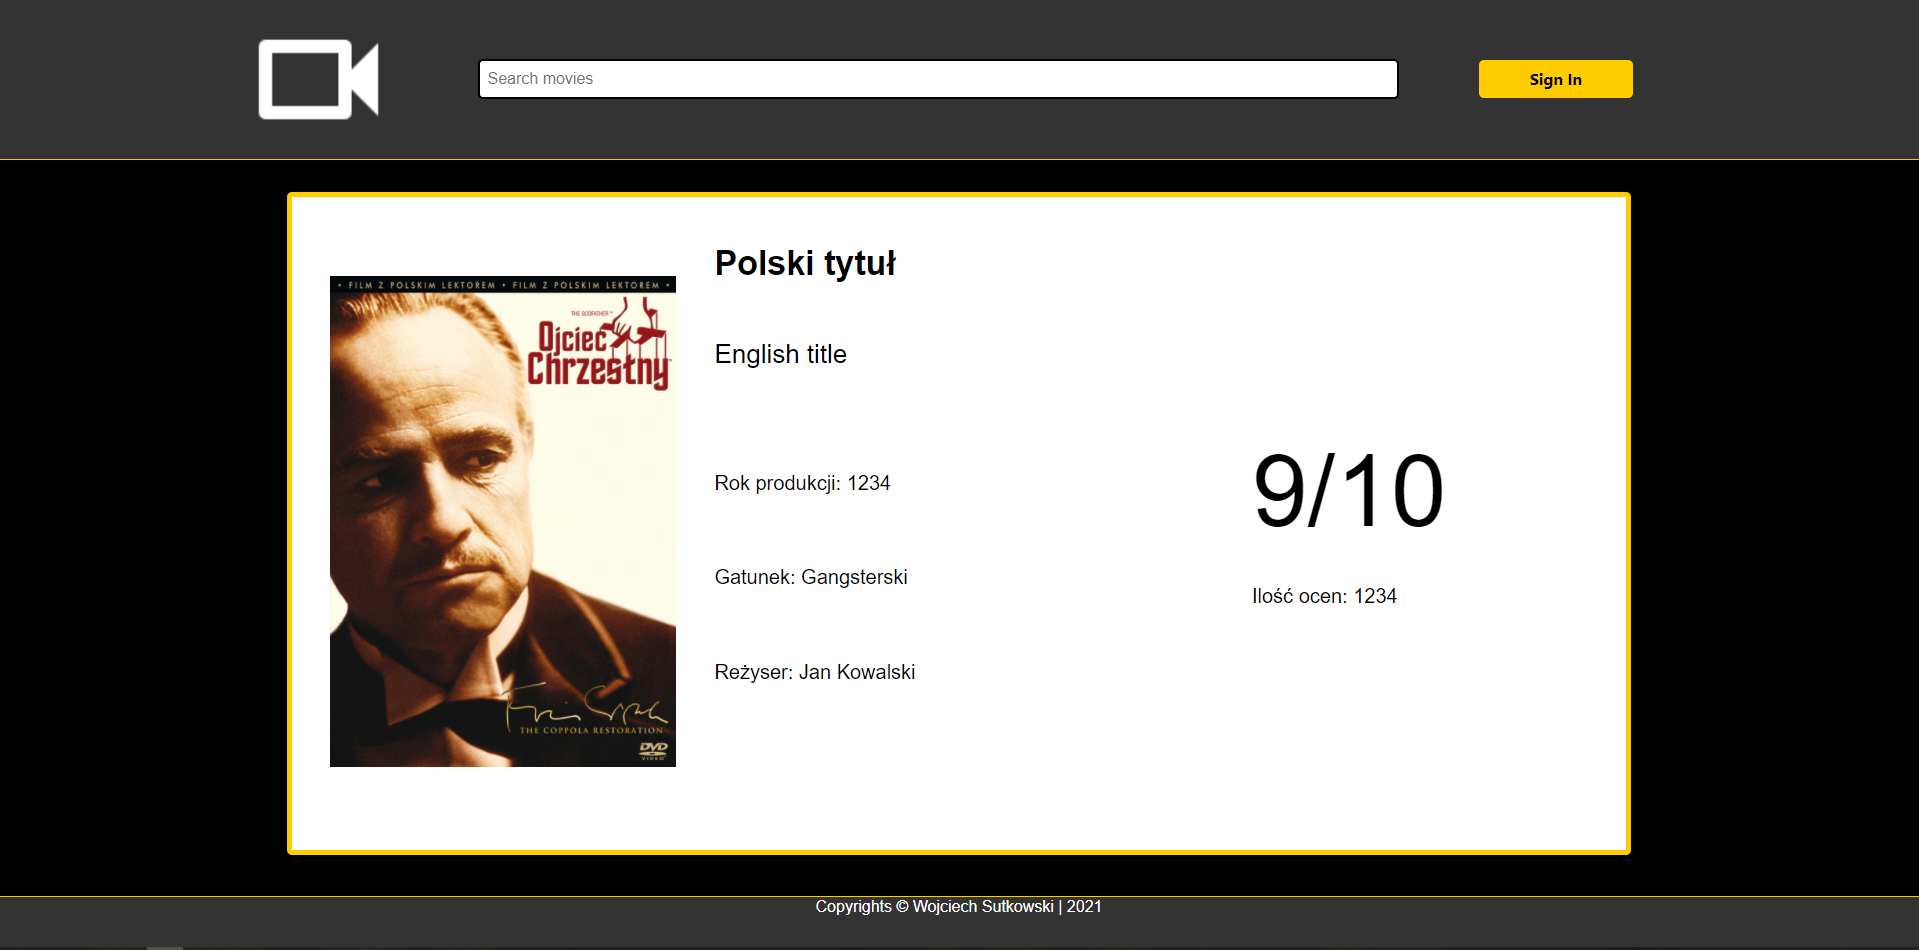 Search movies
Sign In
• FILM Z POLSKIM LEKTOREM • FILM Z POLSKIM LEKTOREM •
THE GODFATHER™
Ojciec
Chrzestny
THE COPPOLA RESTORATION
DVD
VIDEO
Polski tytuł
English title
Rok produkcji: 1234
Gatunek: Gangsterski
Reżyser: Jan Kowalski
9/10
Ilość ocen: 1234
Copyrights © Wojciech Sutkowski | 2021